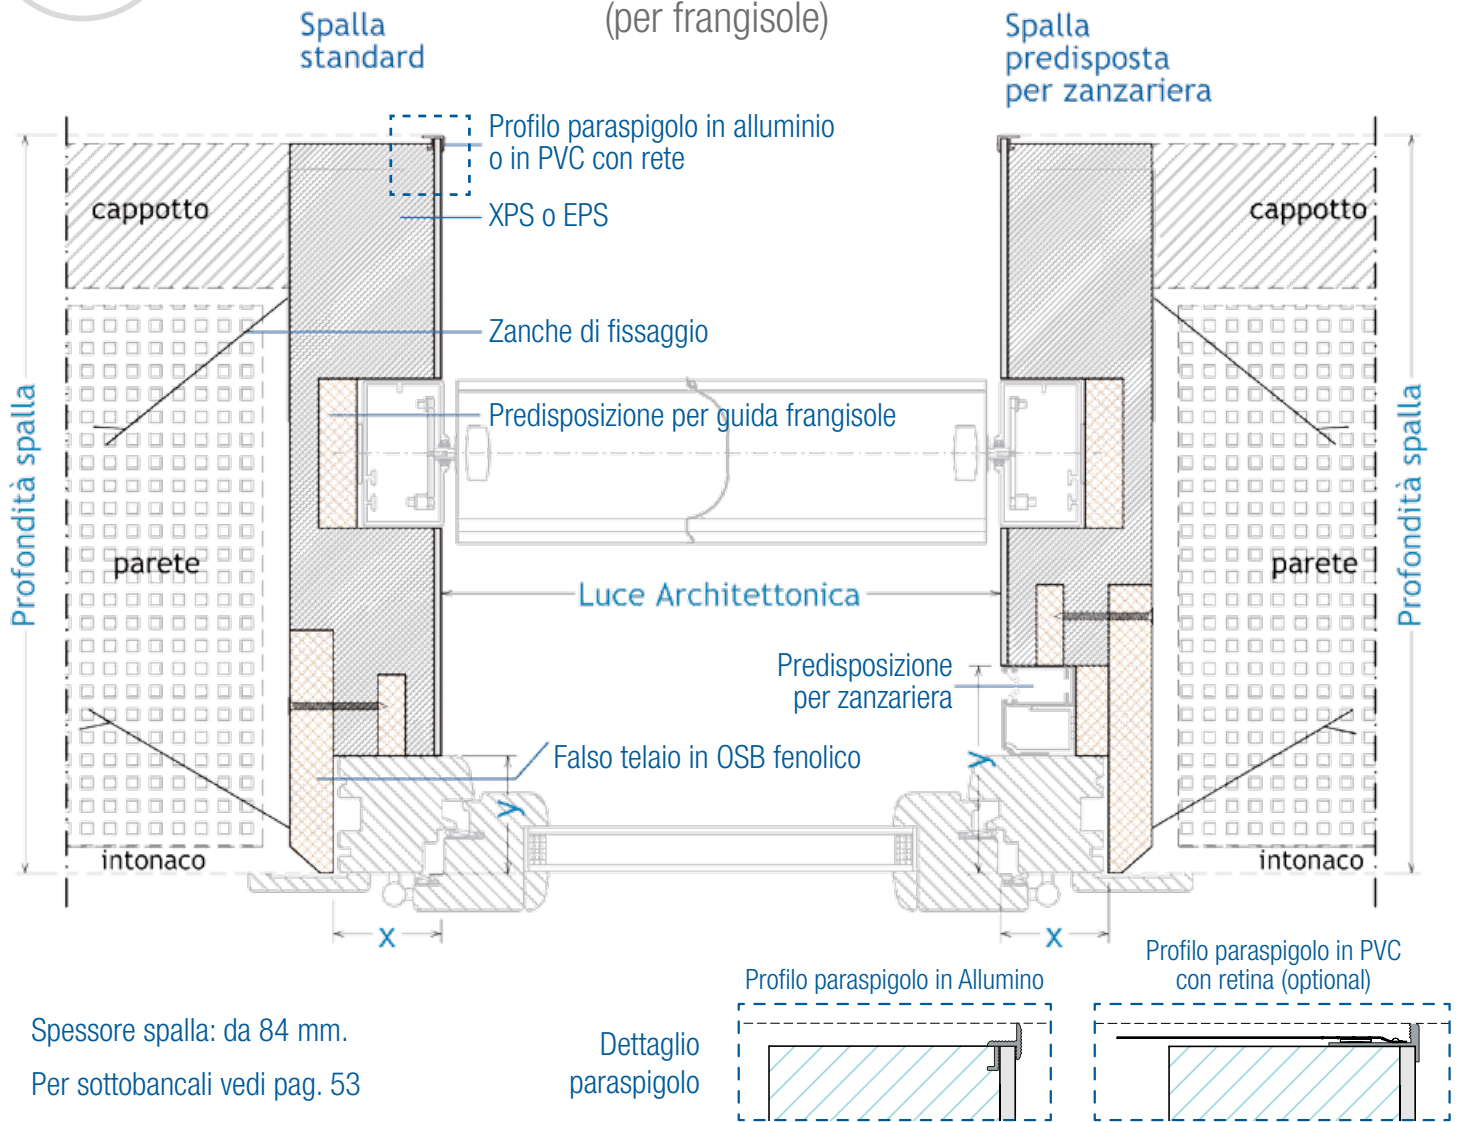 (per frangisole)
Spalla
standard
Spalla
predisposta
per zanzariera
Profilo paraspigolo in alluminio
o in PVC con rete
cappotto
XPS o EPS
cappotto
Zanche di fissaggio
Profondità spalla
Predisposizione per guida frangisole
Profondità spalla
parete
parete
Luce Architettonica
Predisposizione
per zanzariera
Falso telaio in OSB fenolico
y
y
intonaco
intonaco
x
x
Profilo paraspigolo in Allumino
Profilo paraspigolo in PVC
con retina (optional)
Spessore spalla: da 84 mm.
Per sottobancali vedi pag. 53
Dettaglio
paraspigolo